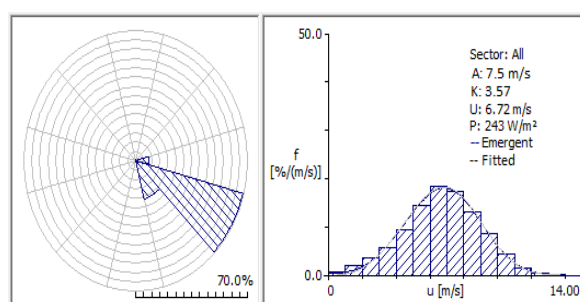 70.0%
50.0
Sector: All
A: 7.5 m/s
K: 3.57
U: 6.72 m/s
P: 243 W/m²
-- Emergent
-- Fitted
f
[%/(m/s)]
0.0
0
u [m/s]
14.00